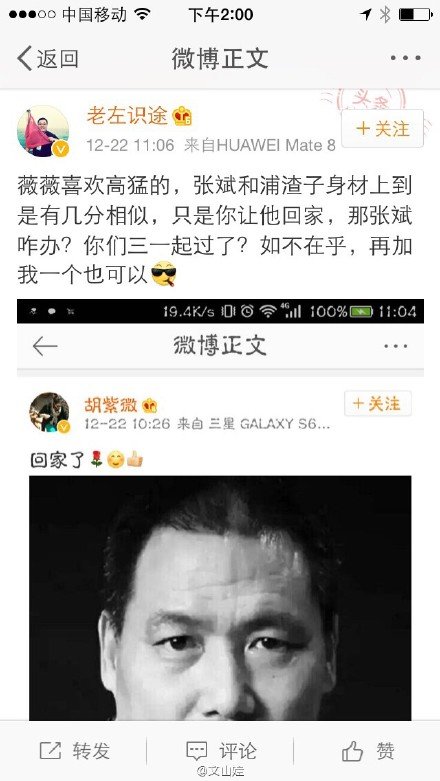 中国移动 下午2:00
返回 微博正文
老左识途
12-22 11:06 来自HUAWEI Mate 8
+关注
薇薇喜欢高猛的，张斌和浦渣子身材上到
是有几分相似，只是你让他回家，那张斌
咋办？你们三一起过了？如不在乎，再加
我一个也可以
19.4K/s 4G 100% 11:04
微博正文
胡紫微
12-22 10:26 来自 三星 GALAXY S6...
+关注
回家了
转发 评论 赞
@文山娃